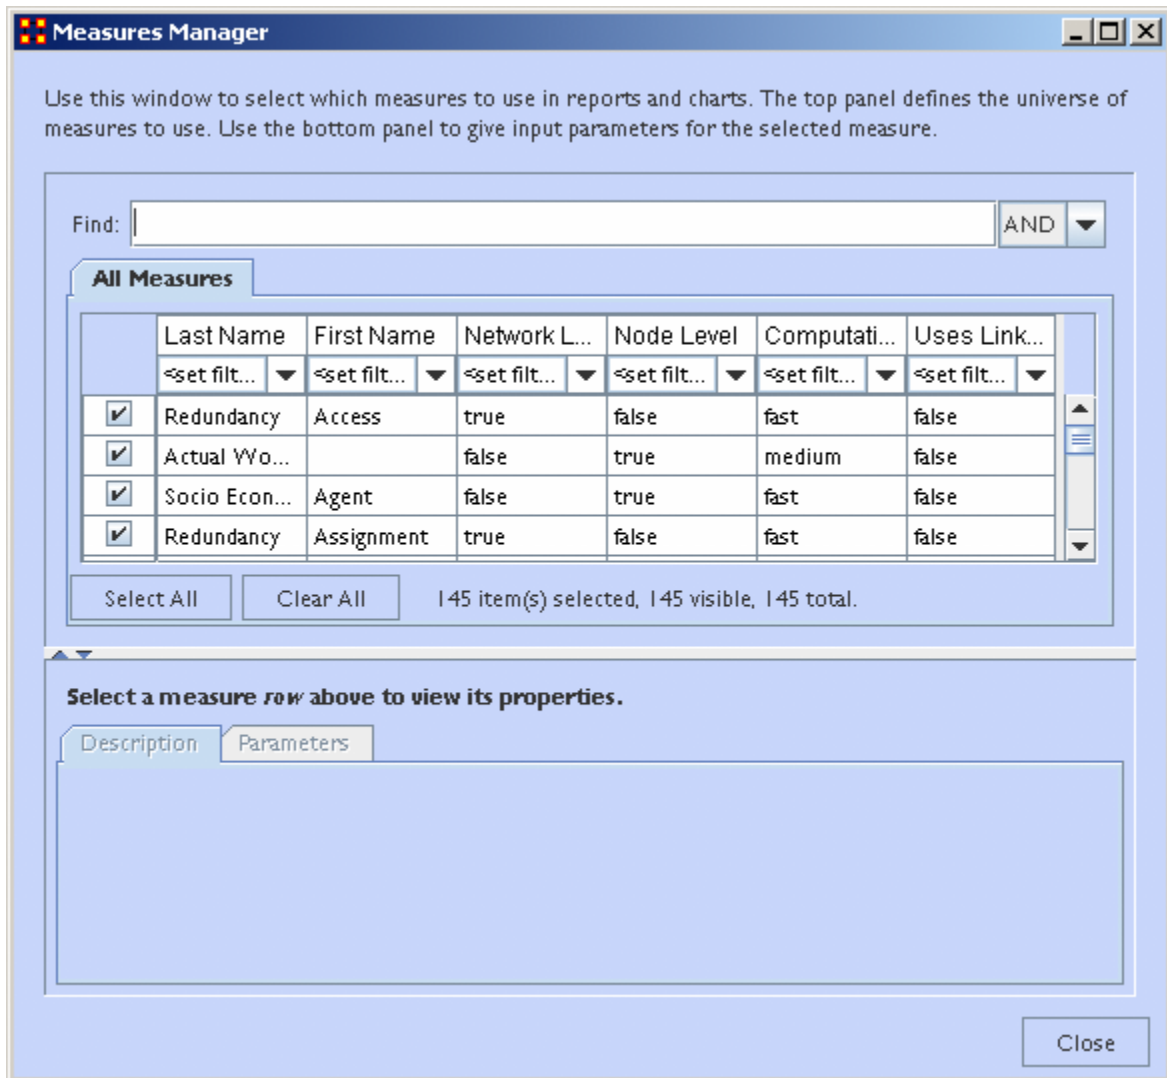 Measures Manager
Use this window to select which measures to use in reports and charts. The top panel defines the universe of
measures to use. Use the bottom panel to give input parameters for the selected measure.
Find: AND
All Measures
Last Name First Name Network L... Node Level Computati... Uses Link...
<set filt... <set filt... <set filt... <set filt... <set filt... <set filt...
Redundancy Access true false fast false
Actual Wo... false true medium false
Socio Econ... Agent false true fast false
Redundancy Assignment true false fast false
Select All Clear All 145 item(s) selected, 145 visible, 145 total.
Select a measure row above to view its properties.
Description Parameters
Close